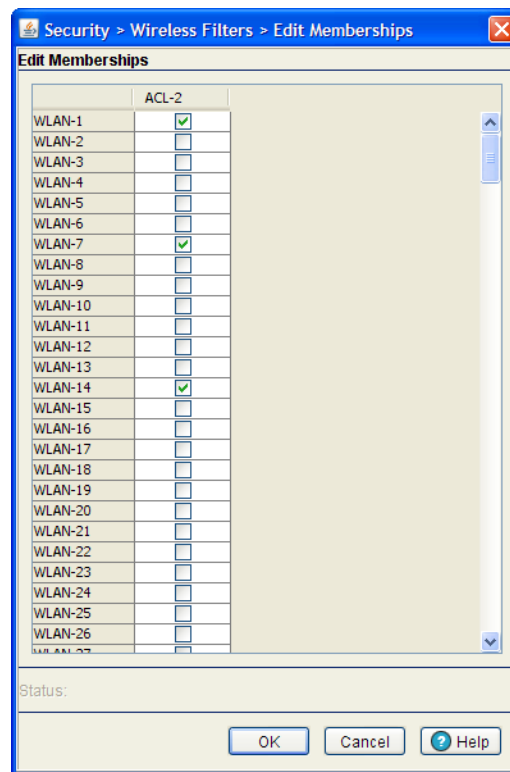 Security > Wireless Filters > Edit Memberships
Edit Memberships
ACL-2
WLAN-1
WLAN-2
WLAN-3
WLAN-4
WLAN-5
WLAN-6
WLAN-7
WLAN-8
WLAN-9
WLAN-10
WLAN-11
WLAN-12
WLAN-13
WLAN-14
WLAN-15
WLAN-16
WLAN-17
WLAN-18
WLAN-19
WLAN-20
WLAN-21
WLAN-22
WLAN-23
WLAN-24
WLAN-25
WLAN-26
WLAN-27
Status:
OK Cancel ? Help